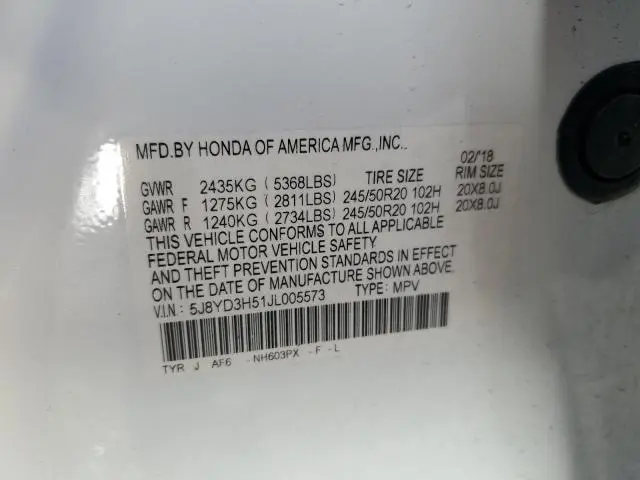 MFD.BY HONDA OF AMERICA MFG.,INC. 02/'18
GVWR 2435KG ( 5368LBS) TIRE SIZE RIM SIZE
GAWR F 1275KG ( 2811LBS) 245/50R20 102H 20X8.0J
GAWR R 1240KG ( 2734LBS) 245/50R20 102H 20X8.0J
THIS VEHICLE CONFORMS TO ALL APPLICABLE
FEDERAL MOTOR VEHICLE SAFETY
AND THEFT PREVENTION STANDARDS IN EFFECT
ON THE DATE OF MANUFACTURE SHOWN ABOVE.
V.I.N.: 5J8YD3H51JL005573 TYPE: MPV
TYR J AF6 -NH603PX -F -L